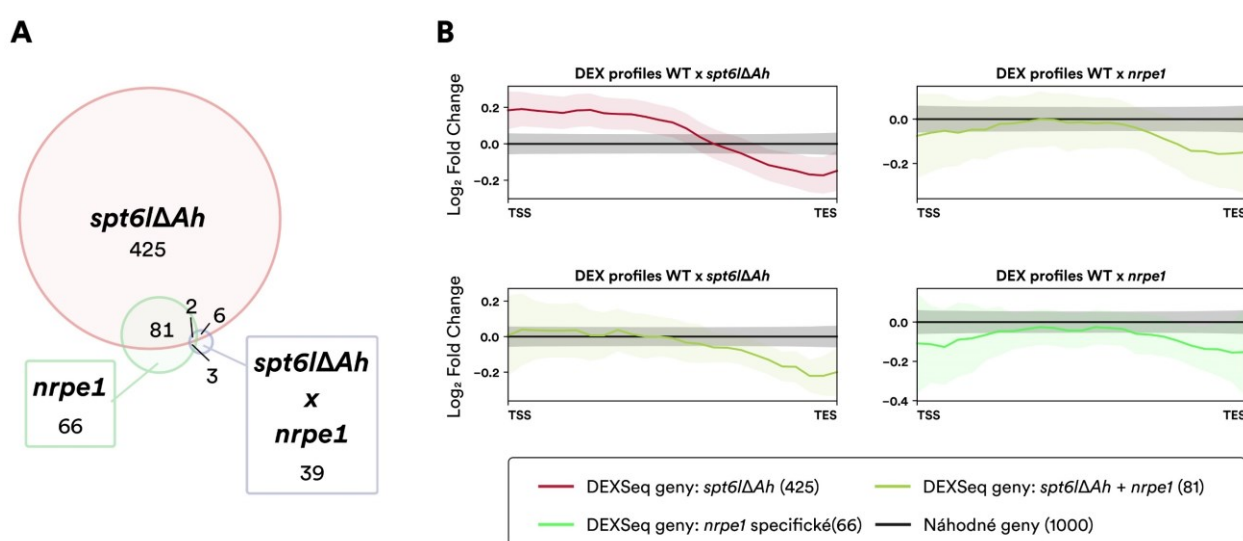 A
spt6lΔAh
425
2
6
81
3
nrpe1
66
spt6lΔAh
x
nrpe1
39
B
DEX profiles WT x spt6lΔAh
Log₂ Fold Change
0.2
0.0
−0.2
TSS
TES
DEX profiles WT x nrpe1
0.0
−0.2
TSS
TES
DEX profiles WT x spt6lΔAh
Log₂ Fold Change
0.2
0.0
−0.2
TSS
TES
DEX profiles WT x nrpe1
0.0
−0.2
−0.4
TSS
TES
DEXSeq geny: spt6lΔAh (425)
DEXSeq geny: spt6lΔAh + nrpe1 (81)
DEXSeq geny: nrpe1 specifické(66)
Náhodné geny (1000)